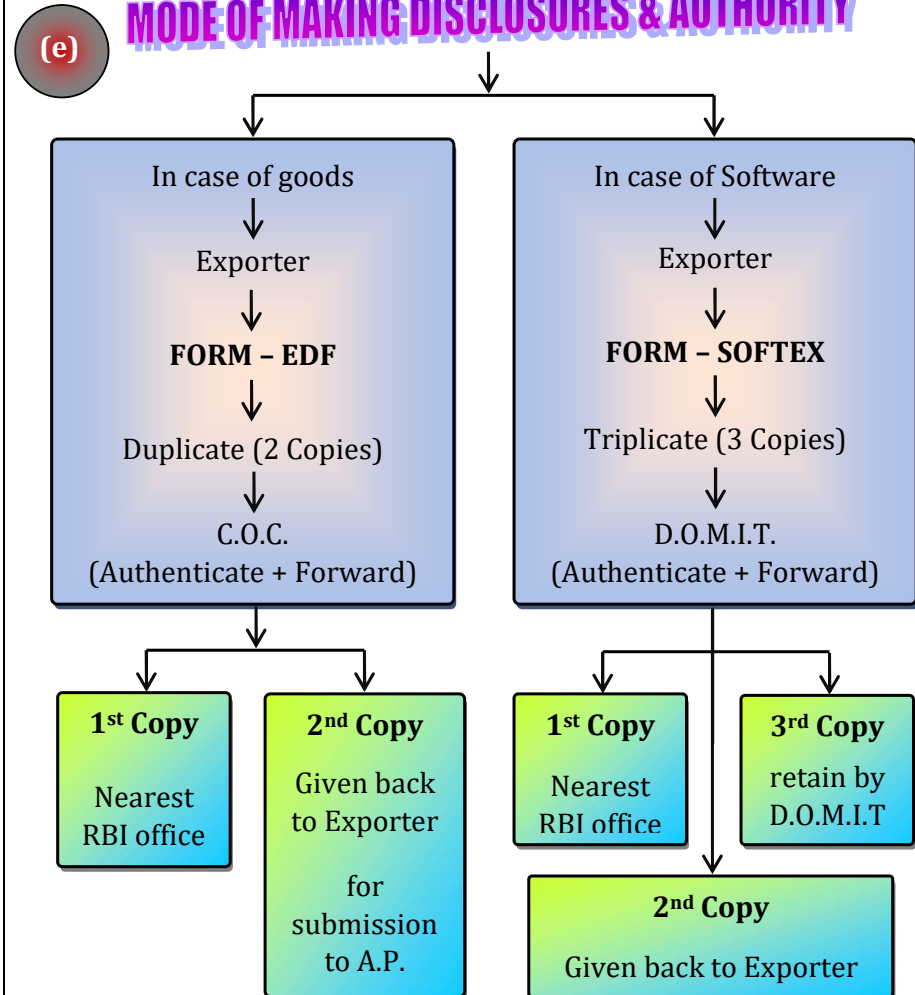 MODE OF MAKING DISCLOSURES & AUTHORITY
(e)
In case of goods
Exporter
FORM – EDF
Duplicate (2 Copies)
C.O.C.
(Authenticate + Forward)
In case of Software
Exporter
FORM – SOFTEX
Triplicate (3 Copies)
D.O.M.I.T.
(Authenticate + Forward)
1st Copy
Nearest
RBI office
2nd Copy
Given back
to Exporter
for
submission
to A.P.
1st Copy
Nearest
RBI office
3rd Copy
retain by
D.O.M.I.T
2nd Copy
Given back to Exporter